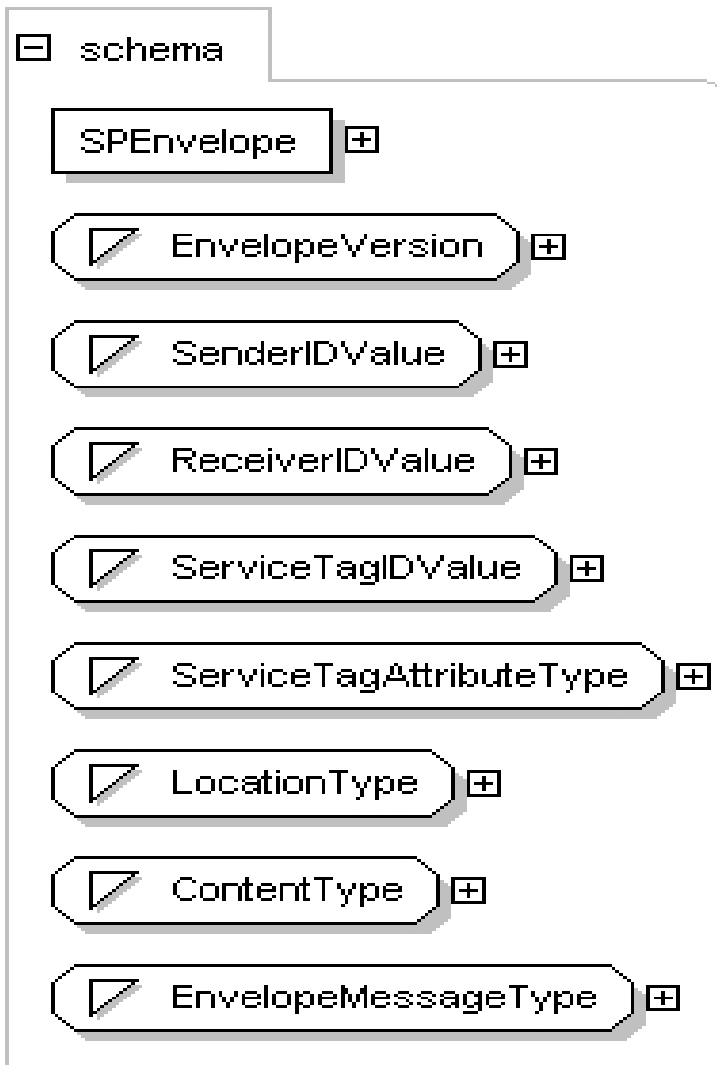 schema
SPEnvelope
EnvelopeVersion
SenderIDValue
ReceiverIDValue
ServiceTagIDValue
ServiceTagAttributeType
LocationType
ContentType
EnvelopeMessageType